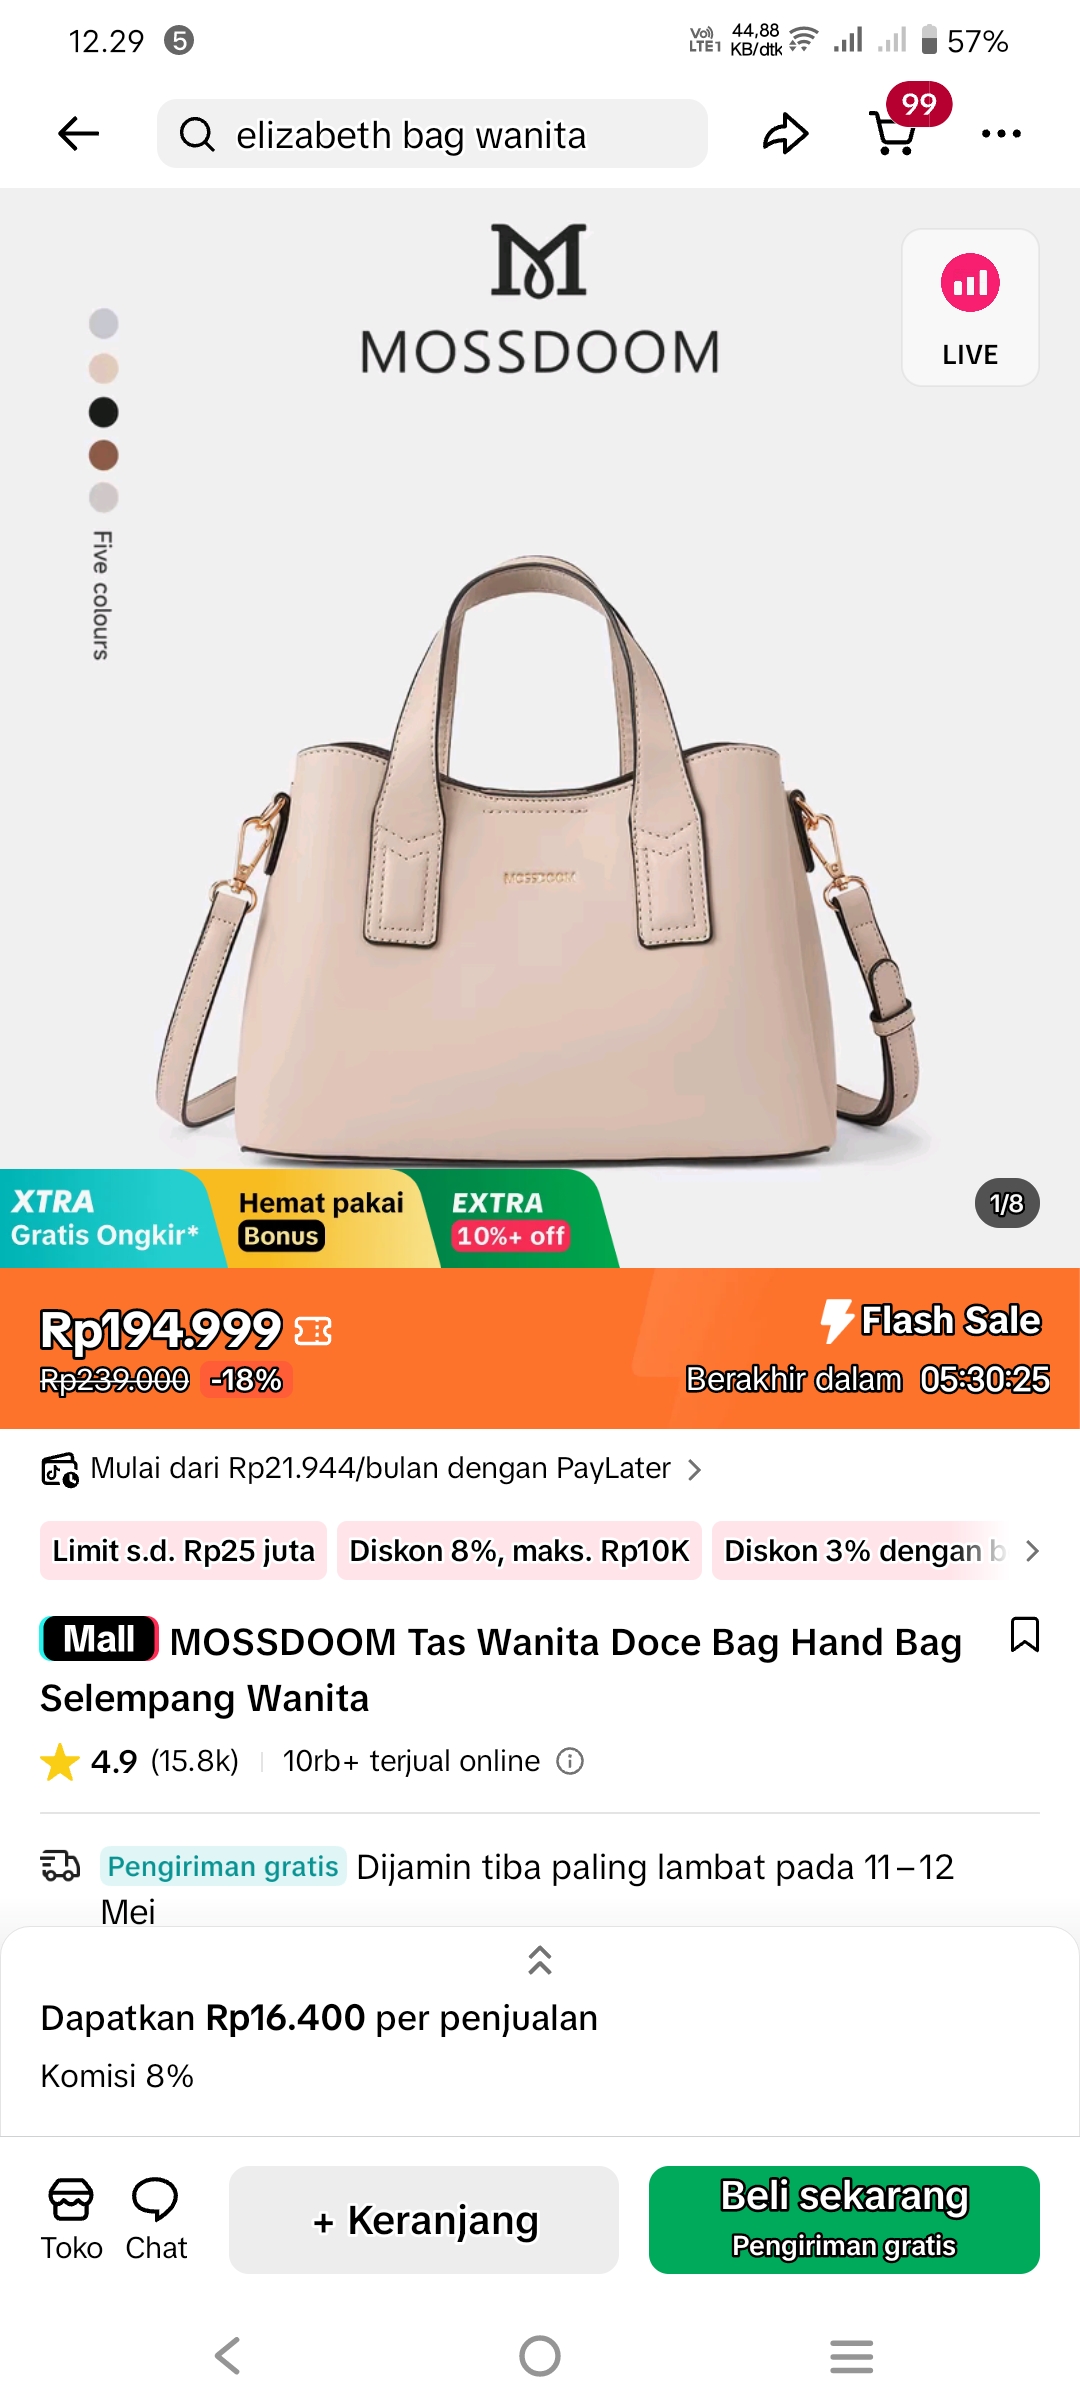 12.29 5 Vo) LTE1 44,88 KB/dtk 57%
elizabeth bag wanita 99
M
MOSSDOOM
LIVE
Five colours
MOSSDOOM
XTRA
Gratis Ongkir*
Hemat pakai
Bonus
EXTRA
10%+ off
1/8
Rp194.999
Rp239.000 -18%
Flash Sale
Berakhir dalam 05:30:25
Mulai dari Rp21.944/bulan dengan PayLater
Limit s.d. Rp25 juta Diskon 8%, maks. Rp10K Diskon 3% dengan b
Mall MOSSDOOM Tas Wanita Doce Bag Hand Bag
Selempang Wanita
4.9 (15.8k) 10rb+ terjual online
Pengiriman gratis Dijamin tiba paling lambat pada 11–12
Mei
Dapatkan Rp16.400 per penjualan
Komisi 8%
Toko Chat + Keranjang
Beli sekarang
Pengiriman gratis